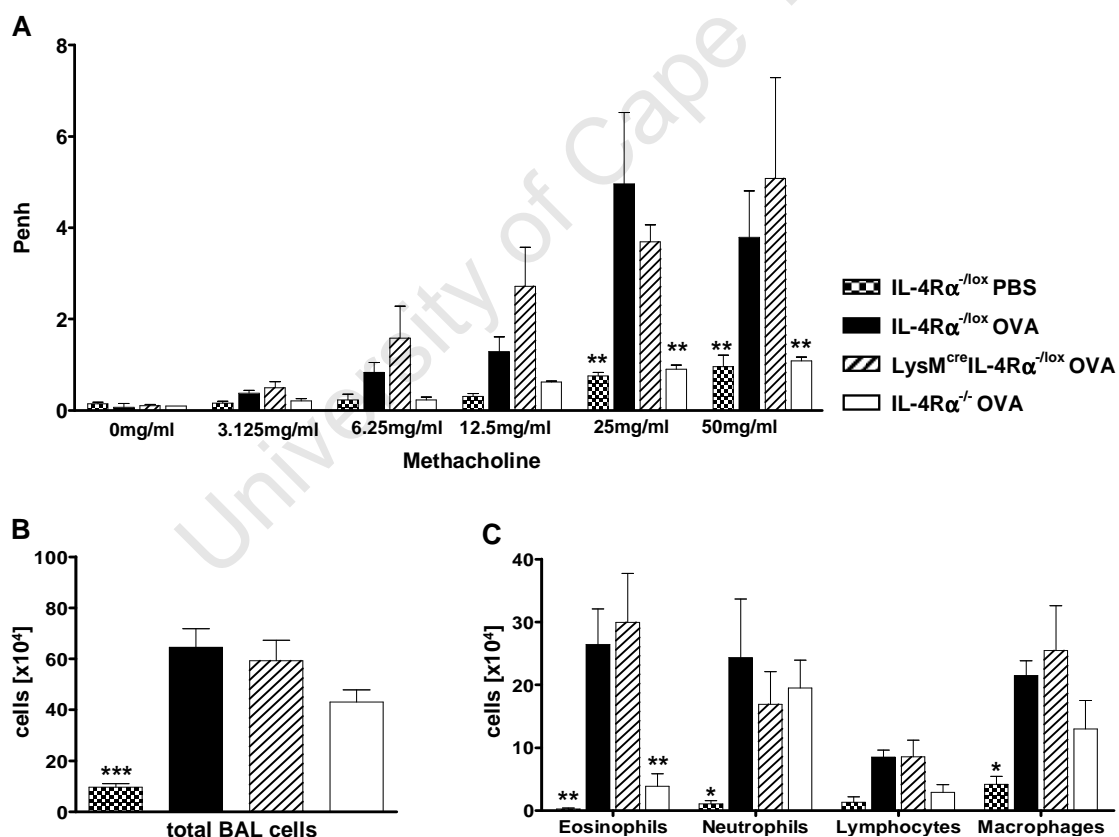 A
8
6
4
2
0
Penh
** ** ** **
0mg/ml 3.125mg/ml 6.25mg/ml 12.5mg/ml 25mg/ml 50mg/ml
Methacholine
IL-4Rα-/lox PBS
IL-4Rα-/lox OVA
LysMcreIL-4Rα-/lox OVA
IL-4Rα-/- OVA
University of Cape
B
100
80
60
40
20
0
cells [x10⁴]
***
total BAL cells
C
40
30
20
10
0
cells [x10⁴]
** ** * *
Eosinophils Neutrophils Lymphocytes Macrophages